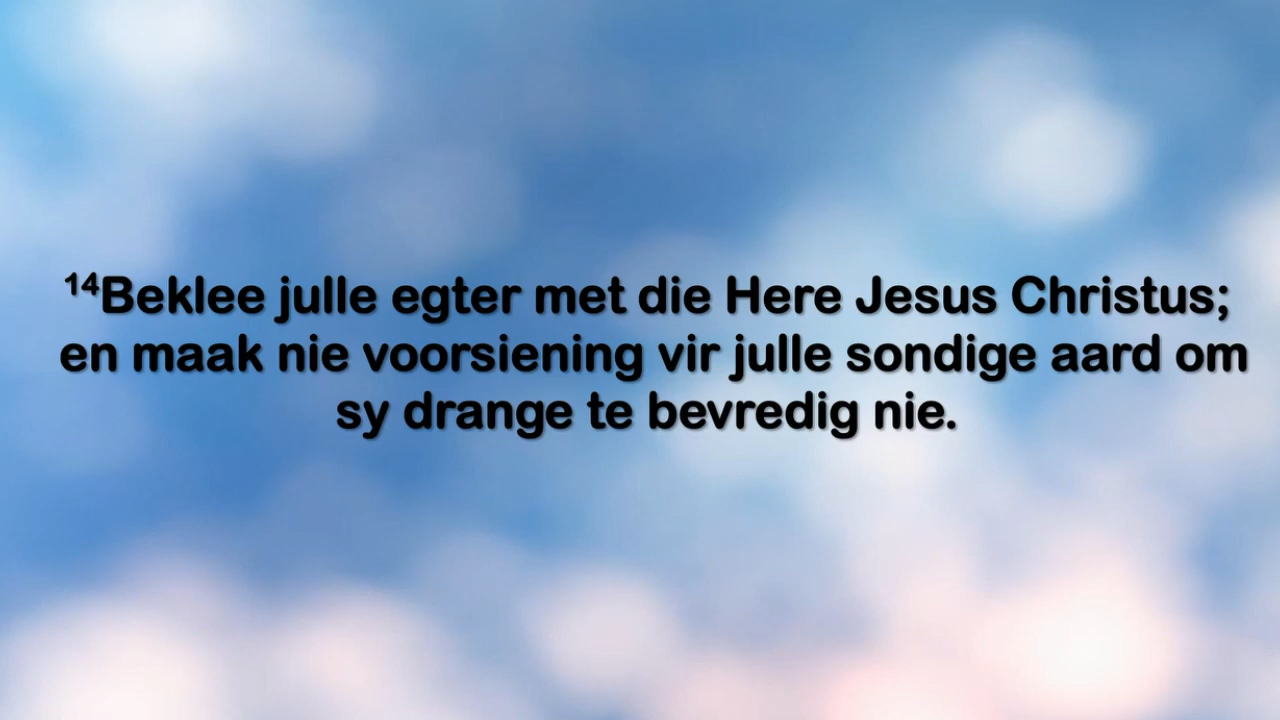 ¹⁴Beklee julle egter met die Here Jesus Christus;
en maak nie voorsiening vir julle sondige aard om
sy drange te bevredig nie.